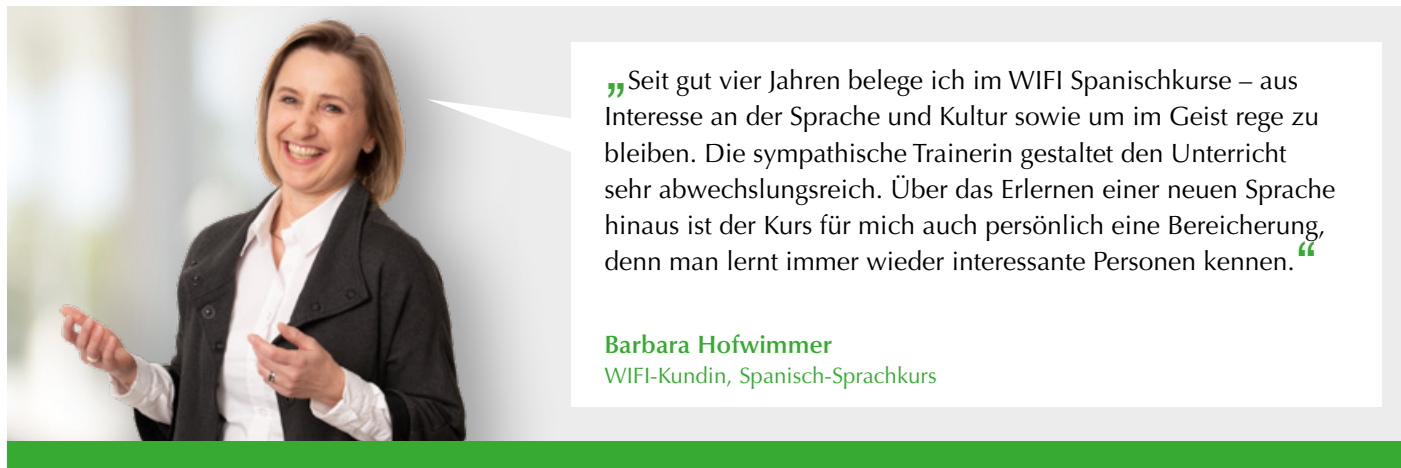 „Seit gut vier Jahren belege ich im WIFI Spanischkurse – aus
Interesse an der Sprache und Kultur sowie um im Geist rege zu
bleiben. Die sympathische Trainerin gestaltet den Unterricht
sehr abwechslungsreich. Über das Erlernen einer neuen Sprache
hinaus ist der Kurs für mich auch persönlich eine Bereicherung,
denn man lernt immer wieder interessante Personen kennen.“
Barbara Hofwimmer
WIFI-Kundin, Spanisch-Sprachkurs